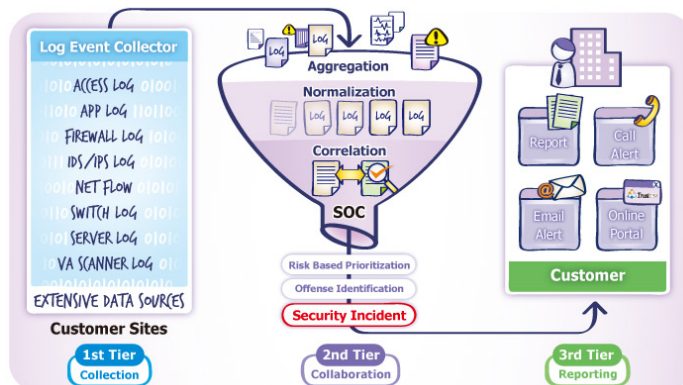 Log Event Collector
ACCESS LOG
APP LOG
FIREWALL LOG
IDS/IPS LOG
NET FLOW
SWITCH LOG
SERVER LOG
VA SCANNER LOG
EXTENSIVE DATA SOURCES
Customer Sites
1st Tier
Collection
LOG
LOG
Aggregation
Normalization
LOG
LOG
LOG
LOG
Correlation
SOC
Risk Based Prioritization
Offense Identification
Security Incident
2nd Tier
Collaboration
Report
Call
Alert
@
Email
Alert
Online
Portal
Customer
3rd Tier
Reporting